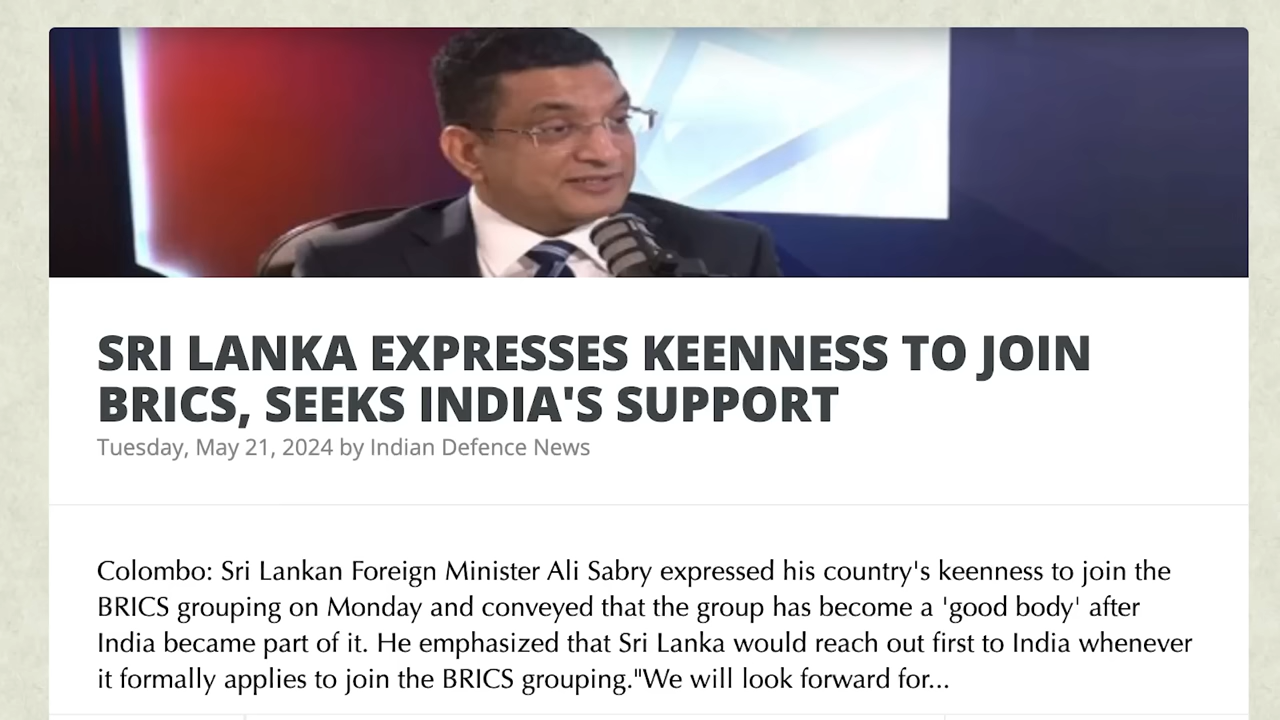 SRI LANKA EXPRESSES KEENNESS TO JOIN
BRICS, SEEKS INDIA'S SUPPORT
Tuesday, May 21, 2024 by Indian Defence News
Colombo: Sri Lankan Foreign Minister Ali Sabry expressed his country's keenness to join the
BRICS grouping on Monday and conveyed that the group has become a 'good body' after
India became part of it. He emphasized that Sri Lanka would reach out first to India whenever
it formally applies to join the BRICS grouping."We will look forward for...